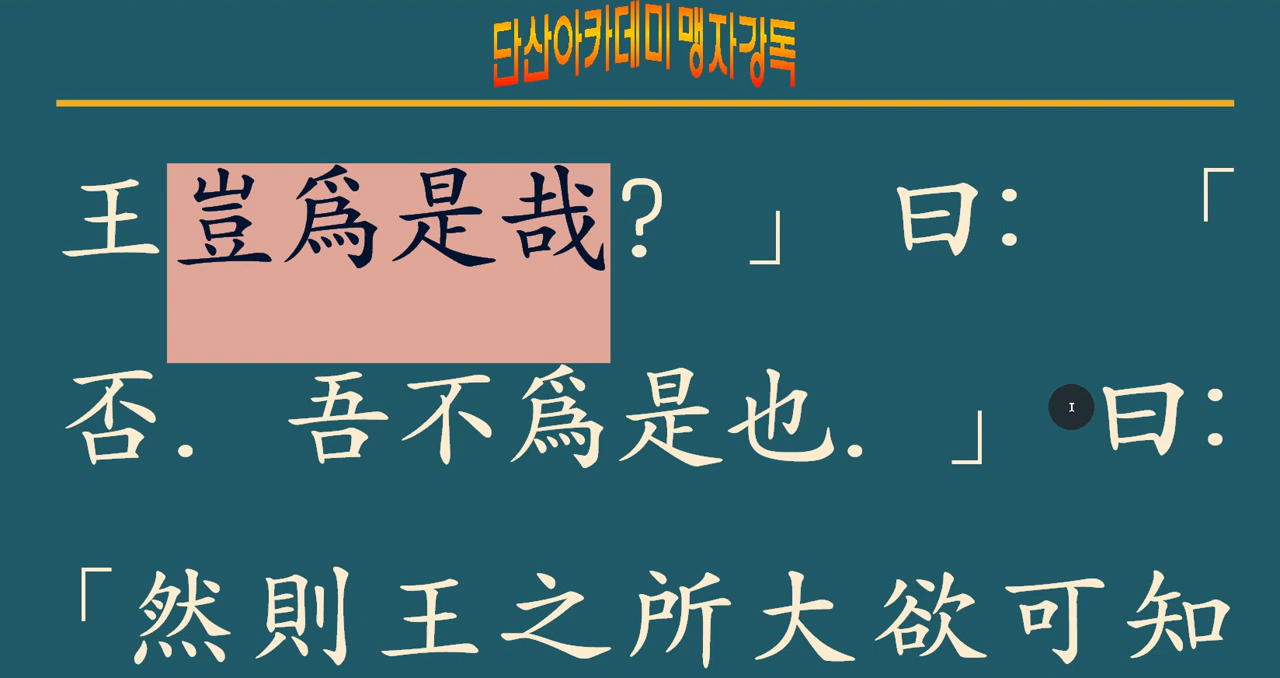 단산아카데미 맹자강독
王豈爲是哉? 」 曰: 「
否. 吾不爲是也. 」 曰:
「然則王之所大欲可知